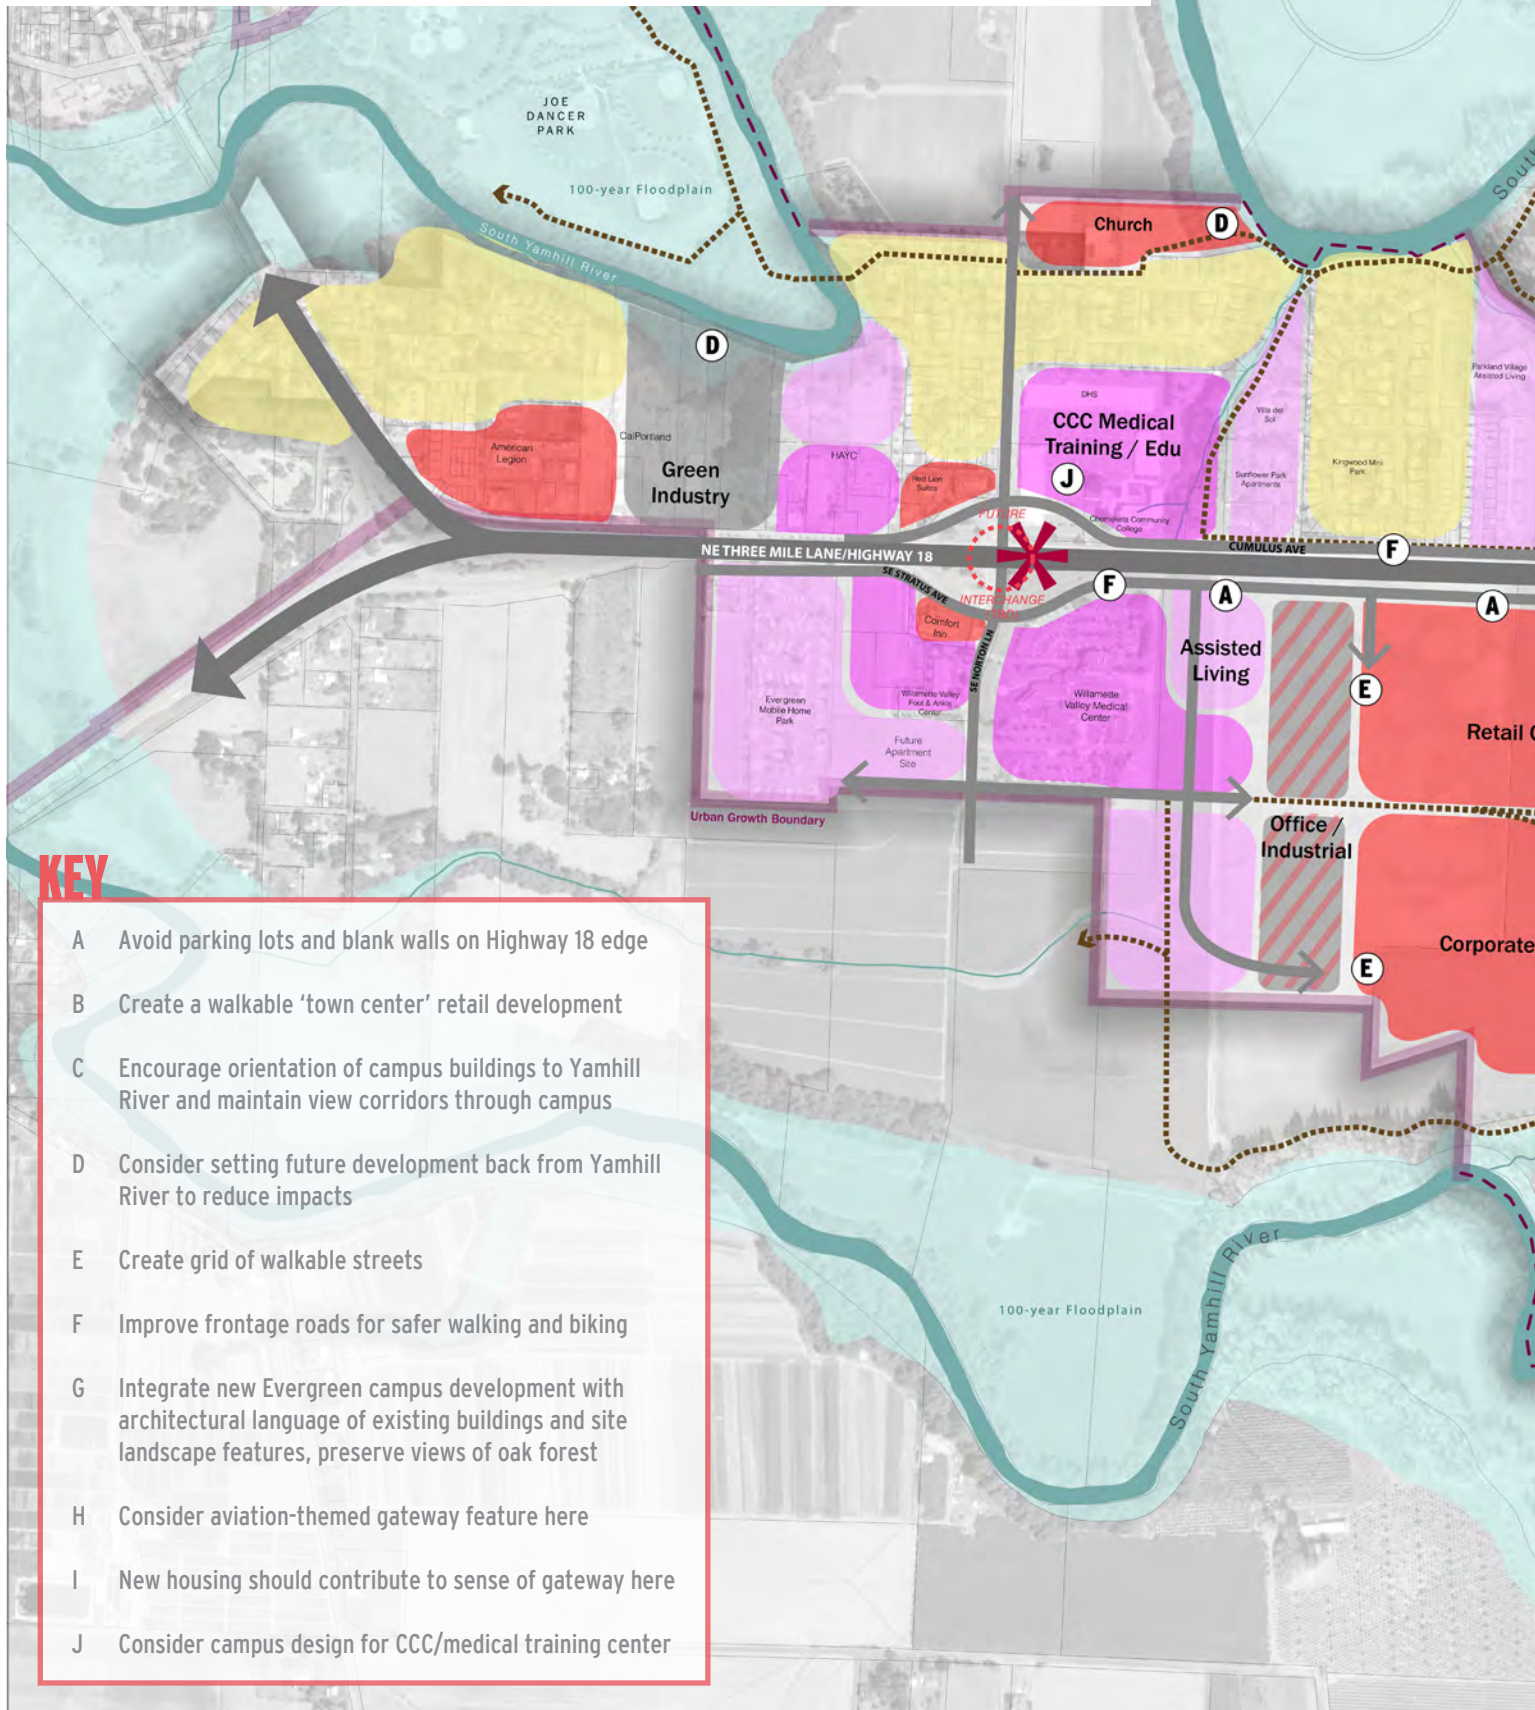 JOE
DANCER
PARK
100-year Floodplain
South Yamhill River
South
Church
D
D
Parkland Village
Assisted Living
DHS
CCC Medical
Training / Edu
J
Villa del
Sol
Sunflower Park
Apartments
Kingwood Mini
Park
American
Legion
CalPortland
Green
Industry
HAYC
Red Lion
Suites
Chemeketa Community
College
FUTURE
INTERCHANGE
NE THREE MILE LANE/HIGHWAY 18
CUMULUS AVE
F
SE STRATUS AVE
F
A
A
Comfort
Inn
SE NORTON LN
Assisted
Living
E
Evergreen
Mobile Home
Park
Willamette Valley
Foot & Ankle
Center
Willamette
Valley Medical
Center
Retail
Future
Apartment
Site
Urban Growth Boundary
Office /
Industrial
Corporate
E
South Yamhill River
100-year Floodplain
KEY
A Avoid parking lots and blank walls on Highway 18 edge
B Create a walkable ‘town center’ retail development
C Encourage orientation of campus buildings to Yamhill
River and maintain view corridors through campus
D Consider setting future development back from Yamhill
River to reduce impacts
E Create grid of walkable streets
F Improve frontage roads for safer walking and biking
G Integrate new Evergreen campus development with
architectural language of existing buildings and site
landscape features, preserve views of oak forest
H Consider aviation-themed gateway feature here
I New housing should contribute to sense of gateway here
J Consider campus design for CCC/medical training center